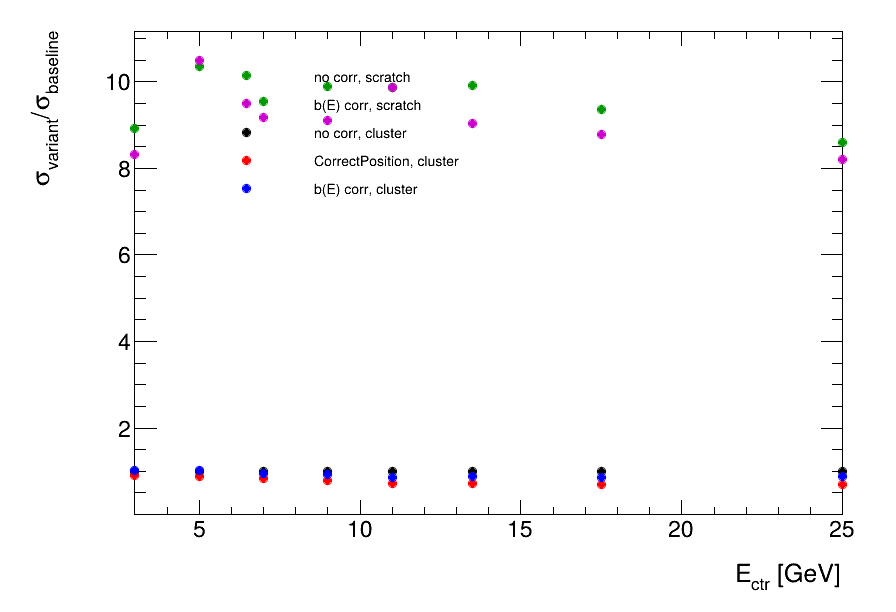 σvariant/σbaseline
10
8
6
4
2
no corr, scratch
b(E) corr, scratch
no corr, cluster
CorrectPosition, cluster
b(E) corr, cluster
5 10 15 20 25
Ectr [GeV]